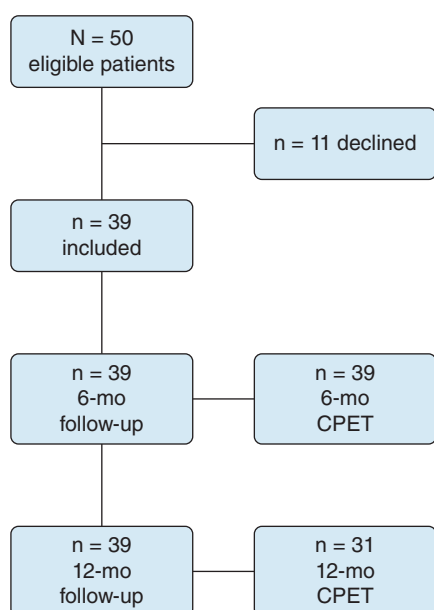 N = 50
eligible patients
n = 11 declined
n = 39
included
n = 39
6-mo
follow-up
n = 39
6-mo
CPET
n = 39
12-mo
follow-up
n = 31
12-mo
CPET